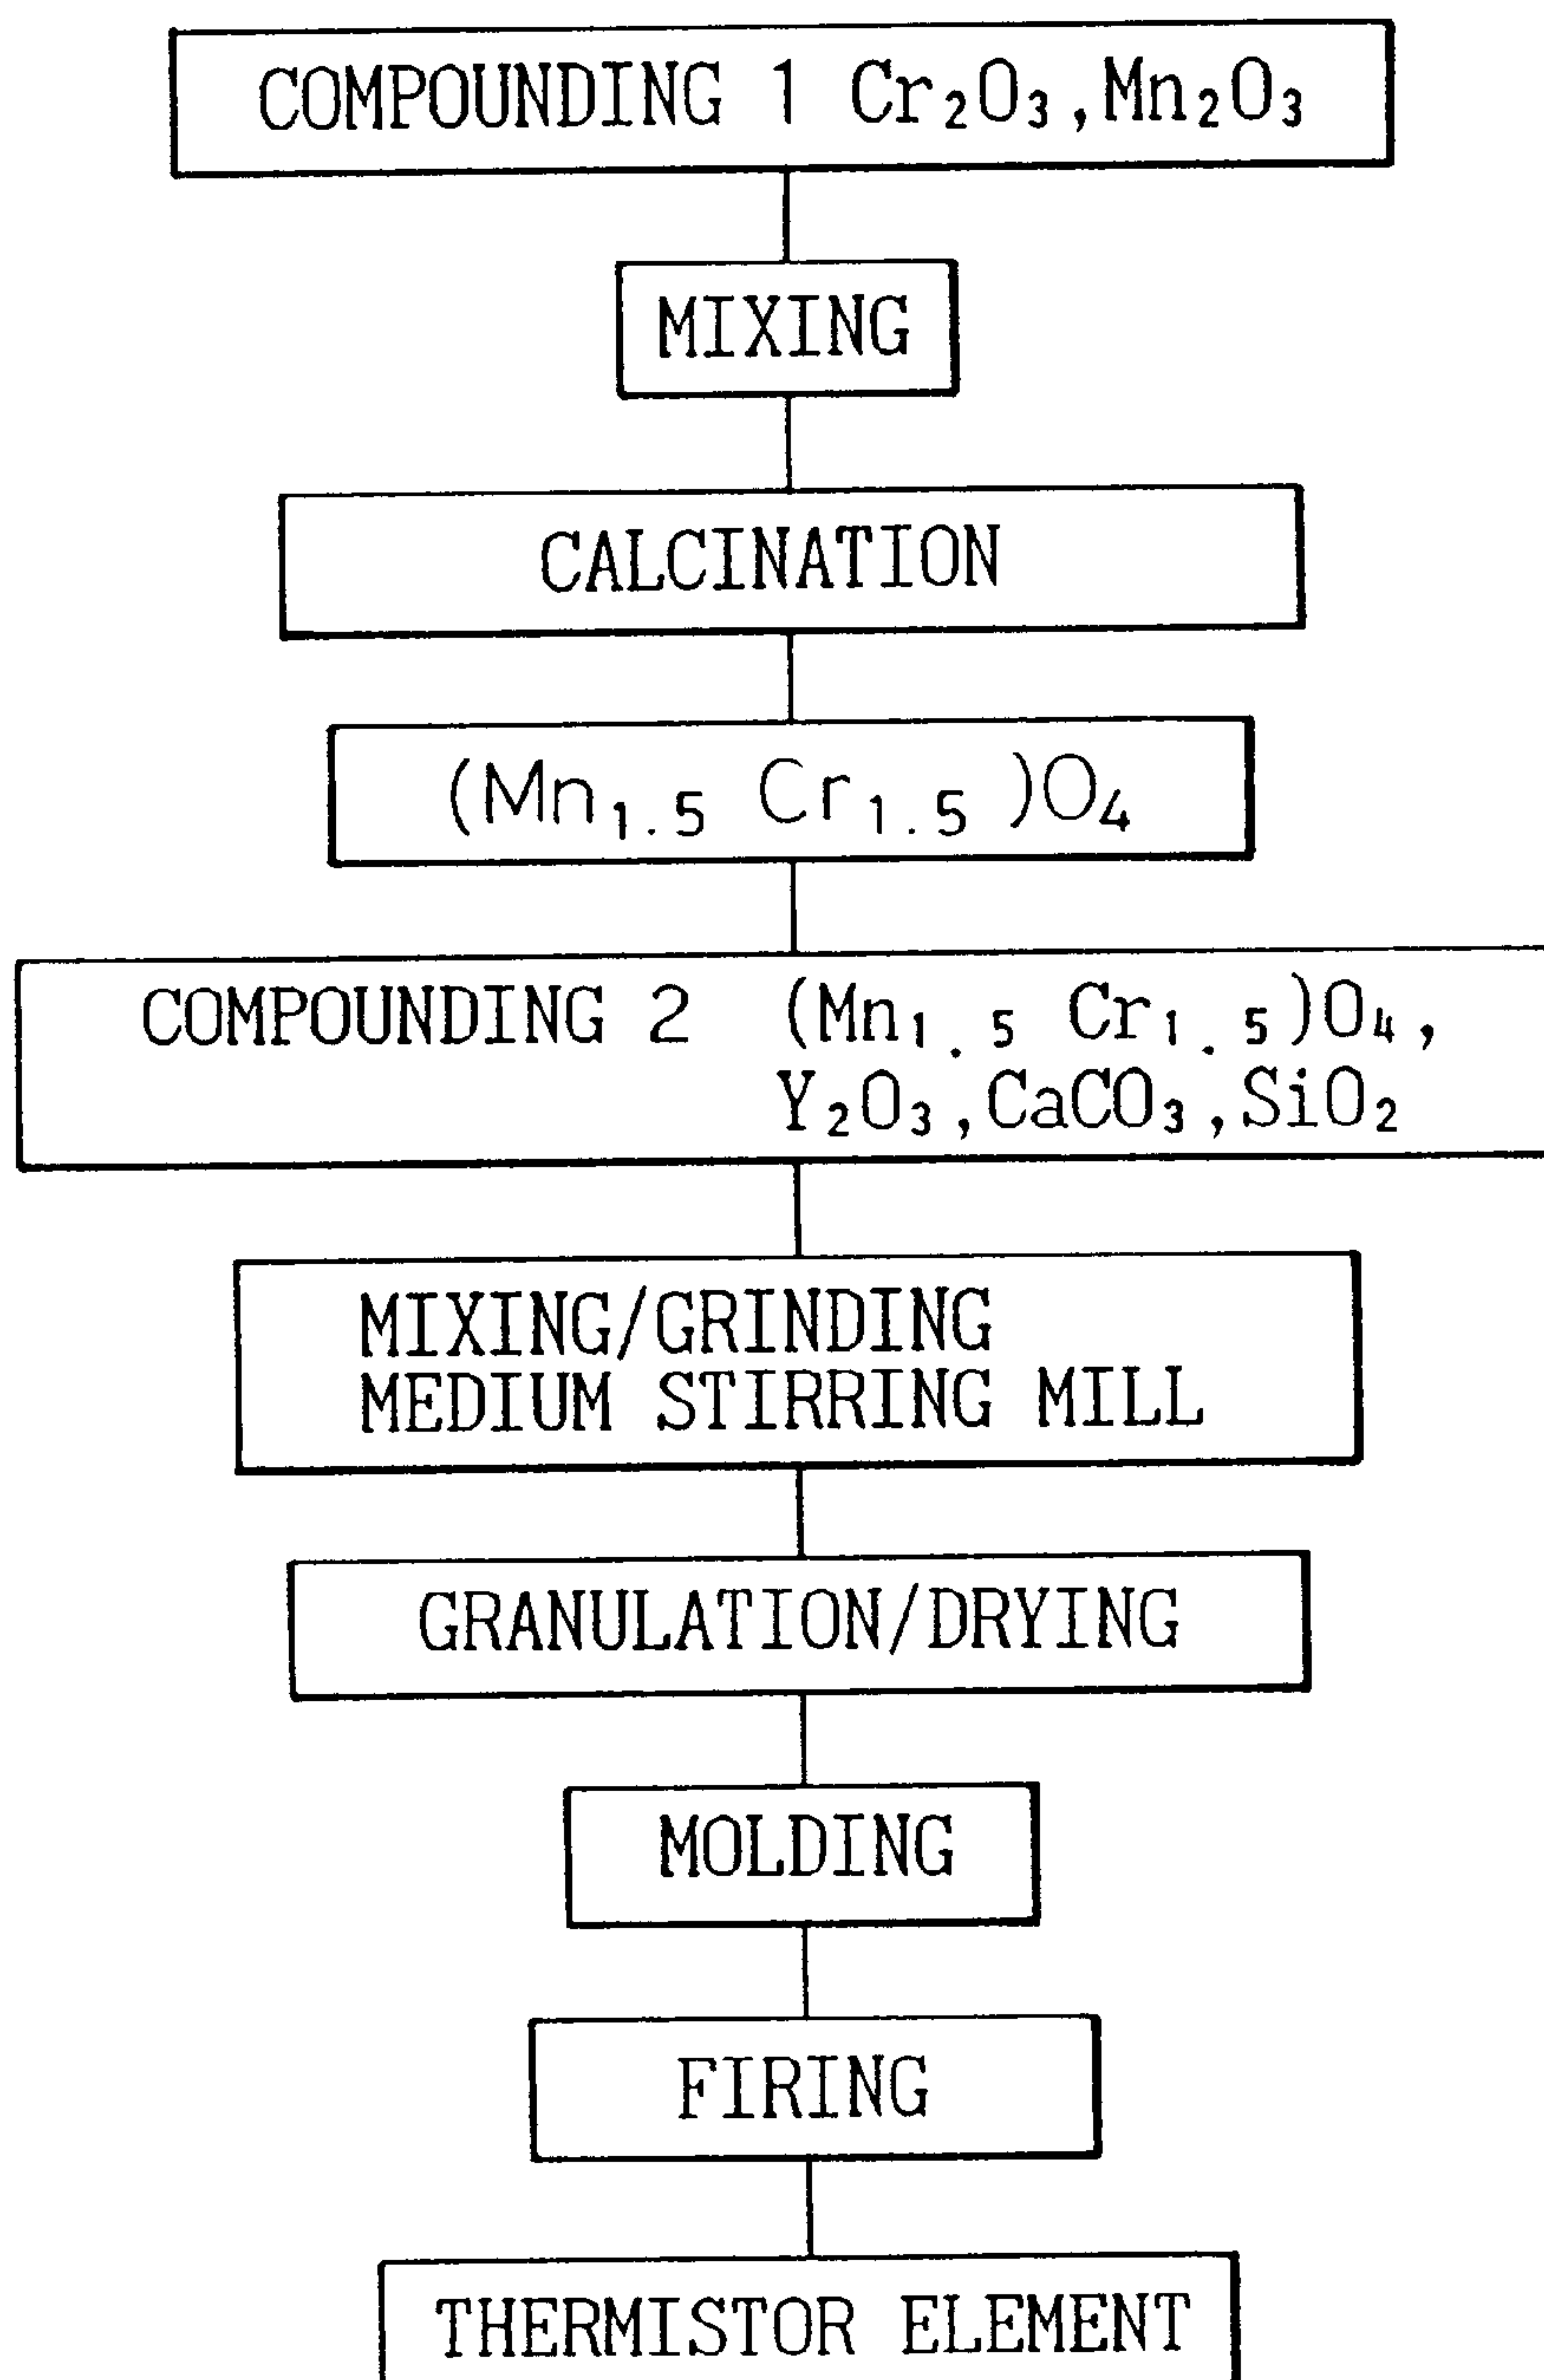 COMPOUNDING 1 Cr₂O₃,Mn₂O₃
MIXING
CALCINATION
(Mn₁.₅ Cr₁.₅)O₄
COMPOUNDING 2 (Mn₁.₅ Cr₁.₅)O₄,
Y₂O₃,CaCO₃,SiO₂
MIXING/GRINDING
MEDIUM STIRRING MILL
GRANULATION/DRYING
MOLDING
FIRING
THERMISTOR ELEMENT